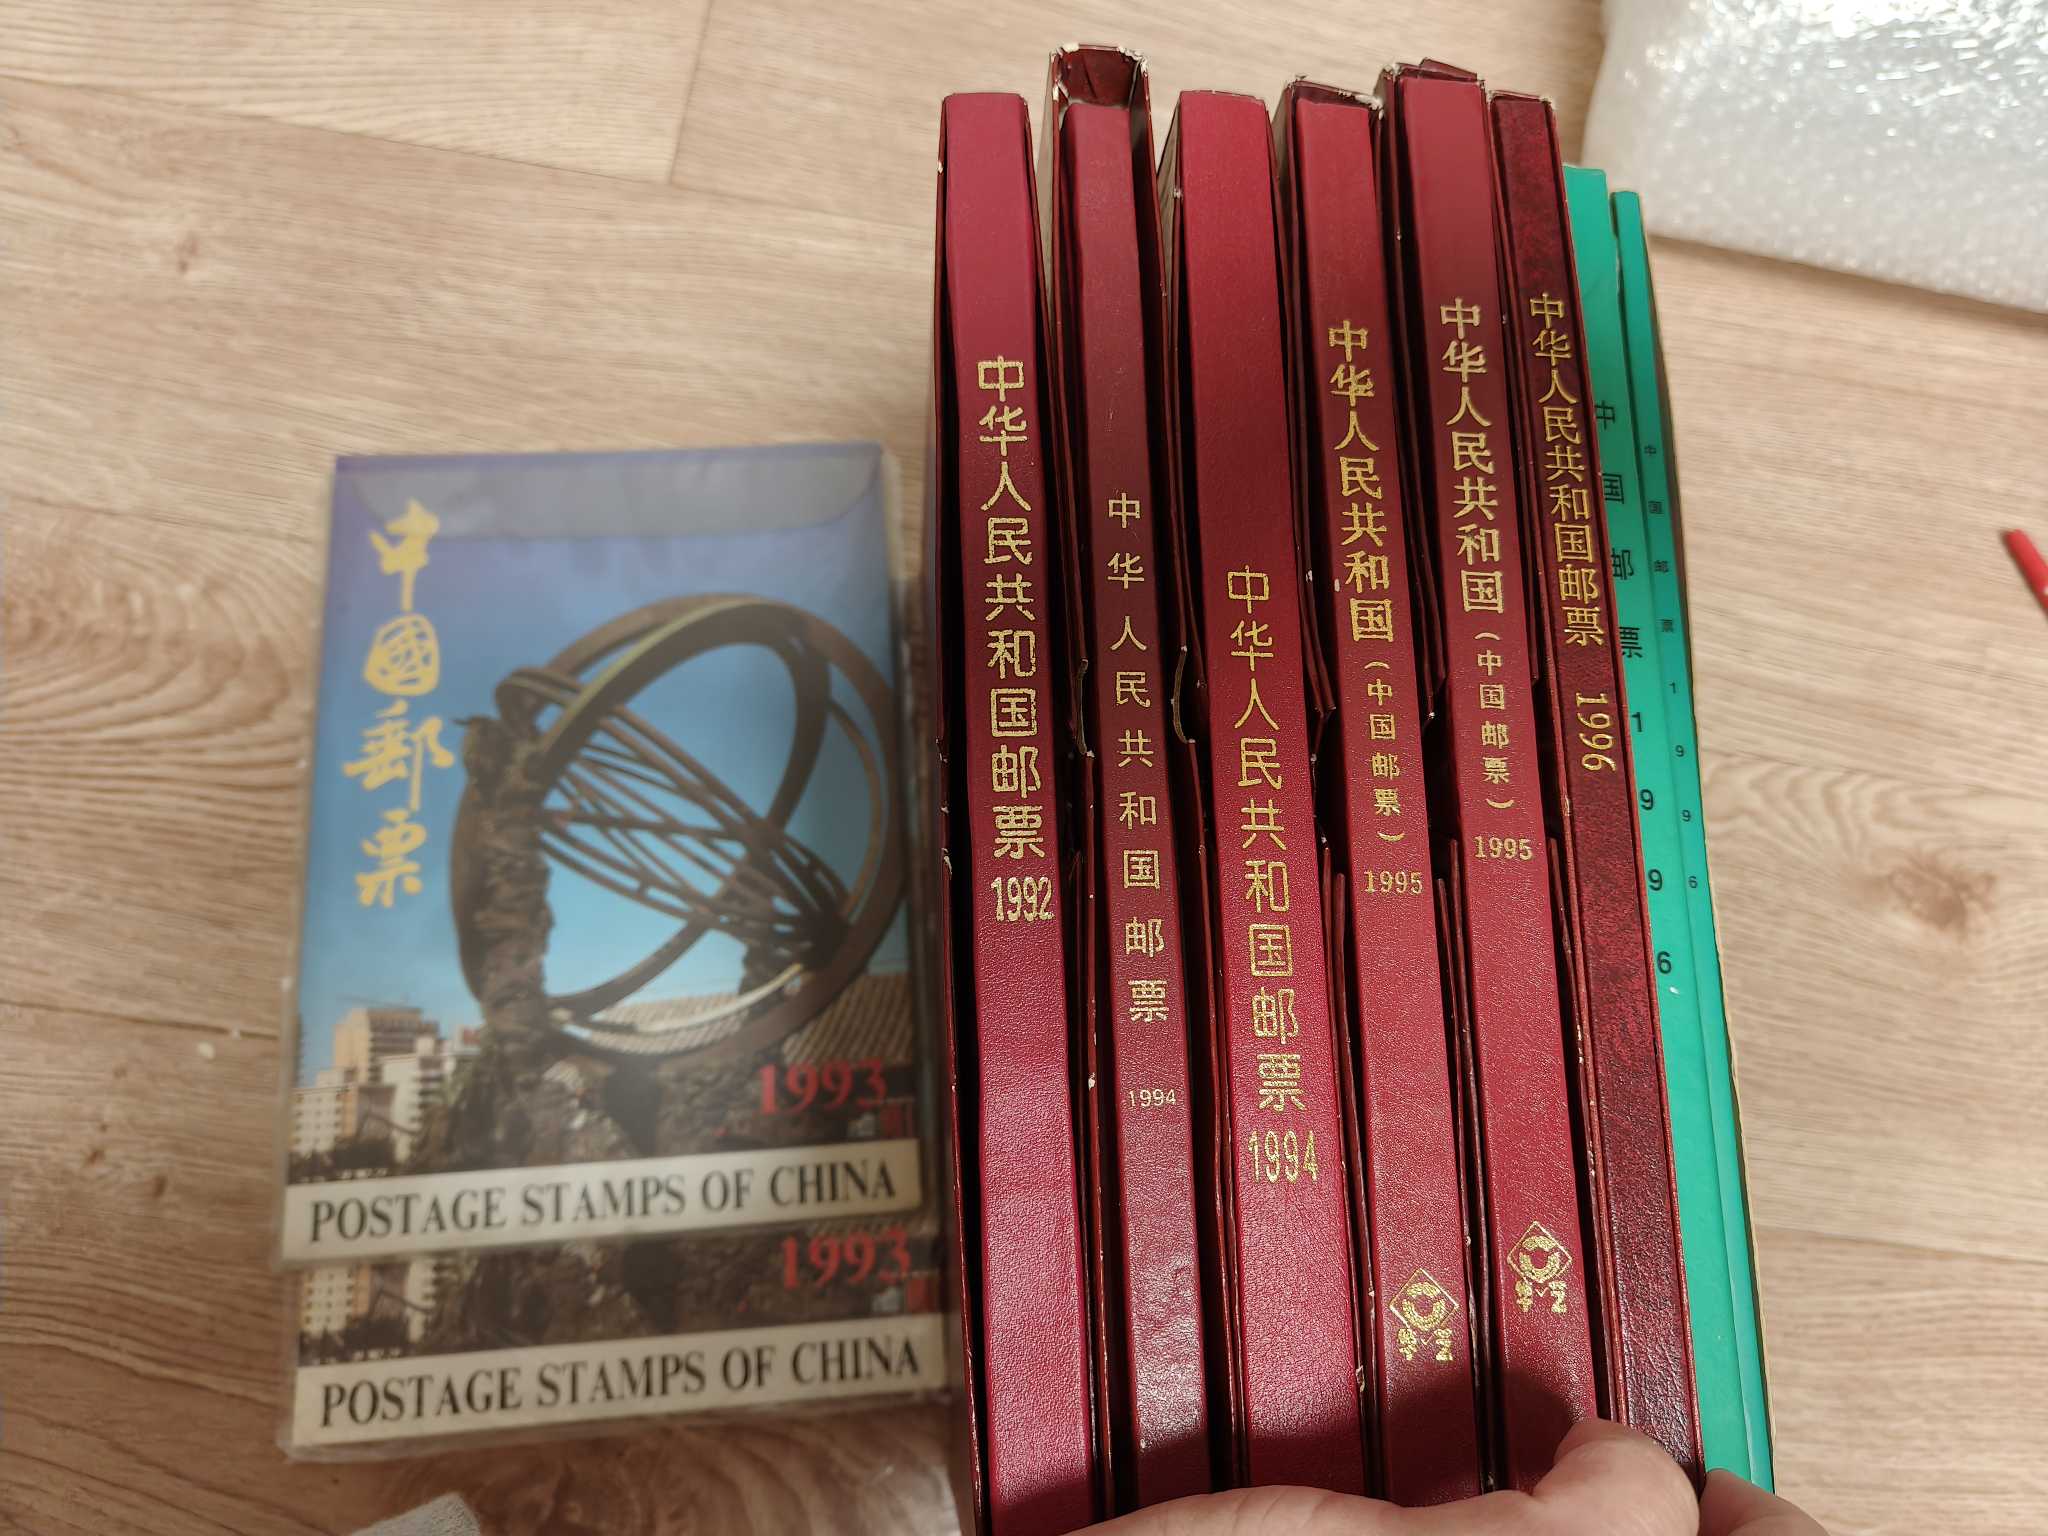 中國郵票
1993
POSTAGE STAMPS OF CHINA
1993
POSTAGE STAMPS OF CHINA
中华人民共和国邮票 1992
中华人民共和国邮票 1994
中华人民共和国邮票 1994
中华人民共和国(中国邮票) 1995
中华人民共和国(中国邮票) 1995
中华人民共和国邮票 1996
中国邮票 1996
中国邮票 1996